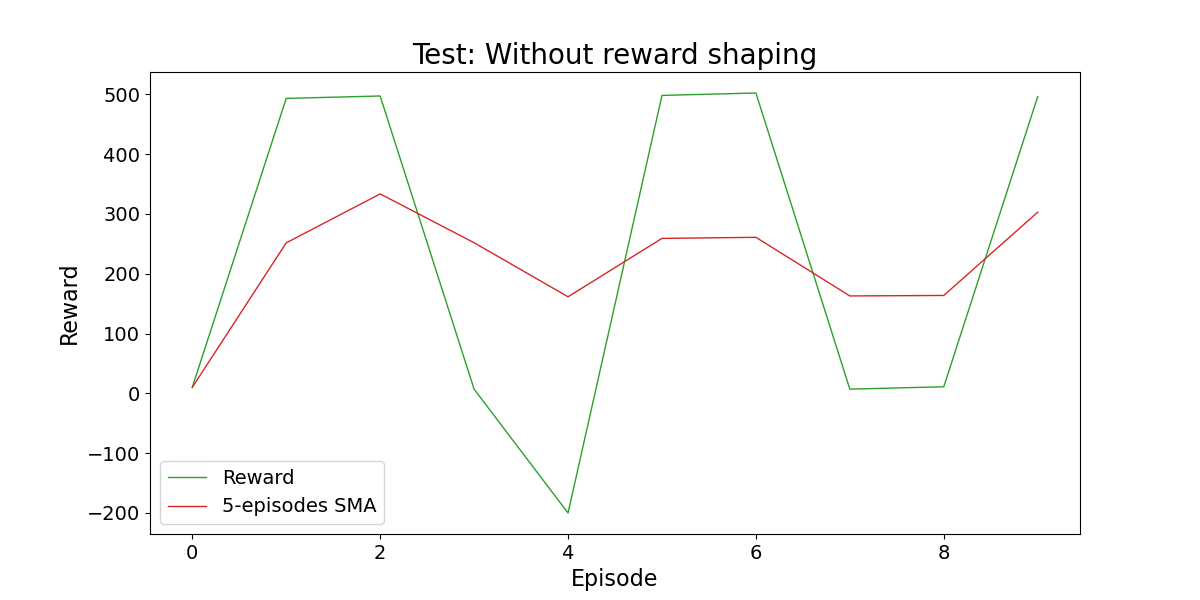 Test: Without reward shaping
500
400
300
200
100
0
−100
−200
Reward
Reward
5-episodes SMA
0
2
4
6
8
Episode